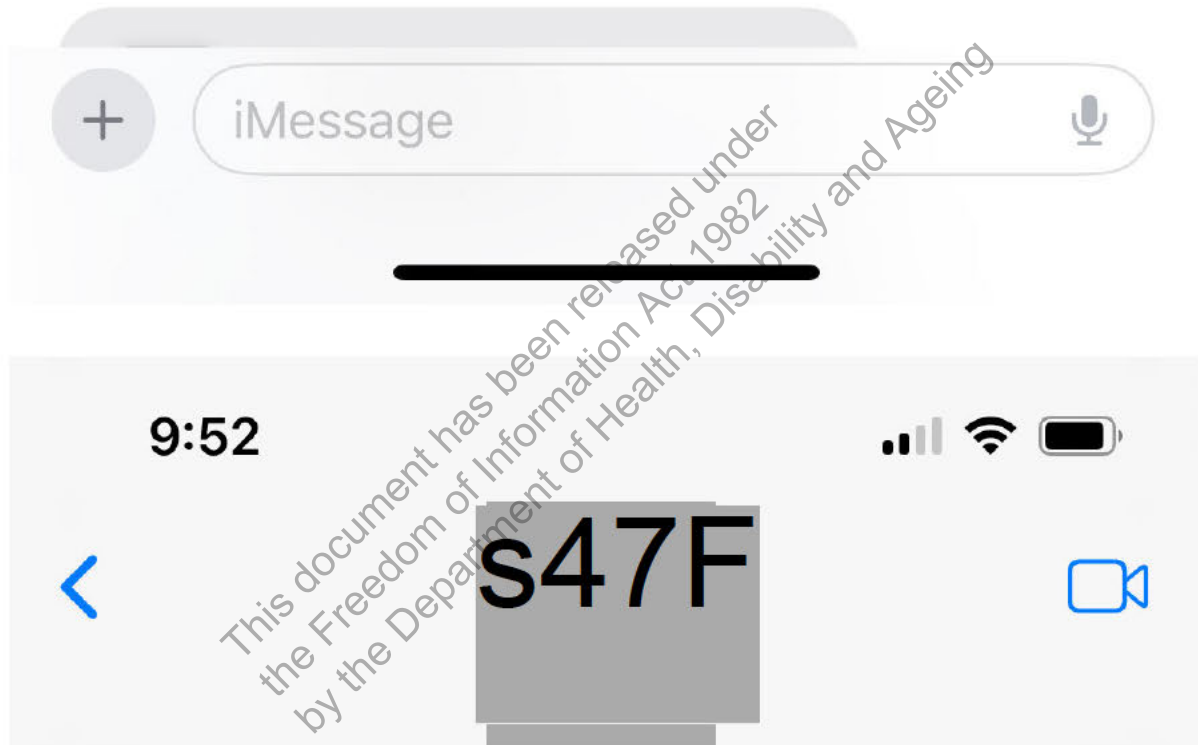 iMessage
9:52
s47F
This document has been released under
the Freedom of Information Act 1982
by the Department of Health, Disability and Ageing